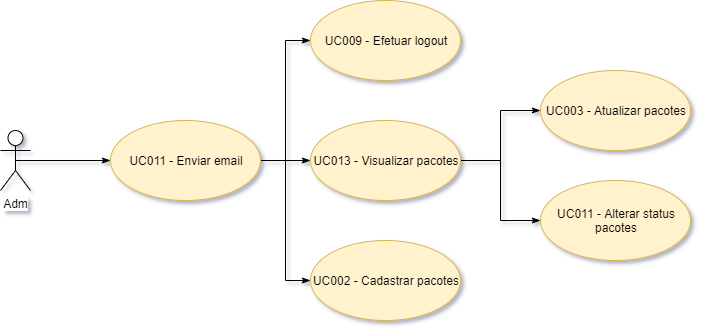 UC009 - Efetuar logout
UC003 - Atualizar pacotes
UC011 - Enviar email
UC013 - Visualizar pacotes
Adm
UC011 - Alterar status
pacotes
UC002 - Cadastrar pacotes